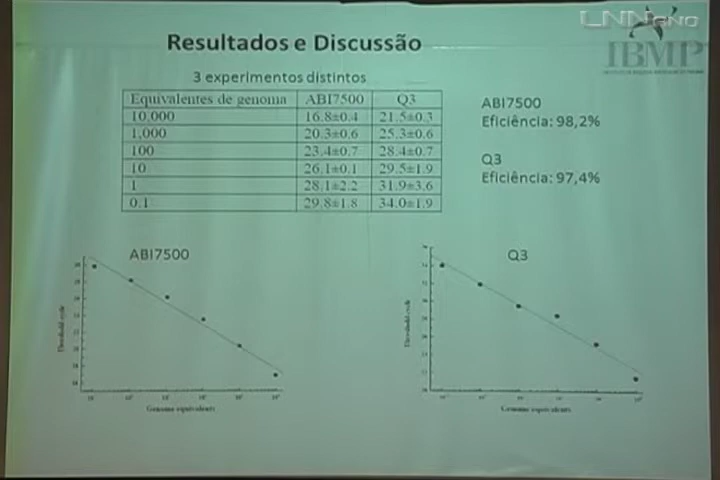 LNNano
IBMP
Resultados e Discussão
3 experimentos distintos
Equivalentes de genoma ABI7500 Q3
10,000 16.8±0.4 21.5±0.3
1,000 20.3±0.6 25.3±0.6
100 23.4±0.7 28.4±0.7
10 26.1±0.1 29.5±1.9
1 28.1±2.2 31.9±3.6
0.1 29.8±1.8 34.0±1.9
ABI7500
Eficiência: 98,2%
Q3
Eficiência: 97,4%
ABI7500
Threshold cycle
Genome equivalents
Q3
Threshold cycle
Genome equivalents